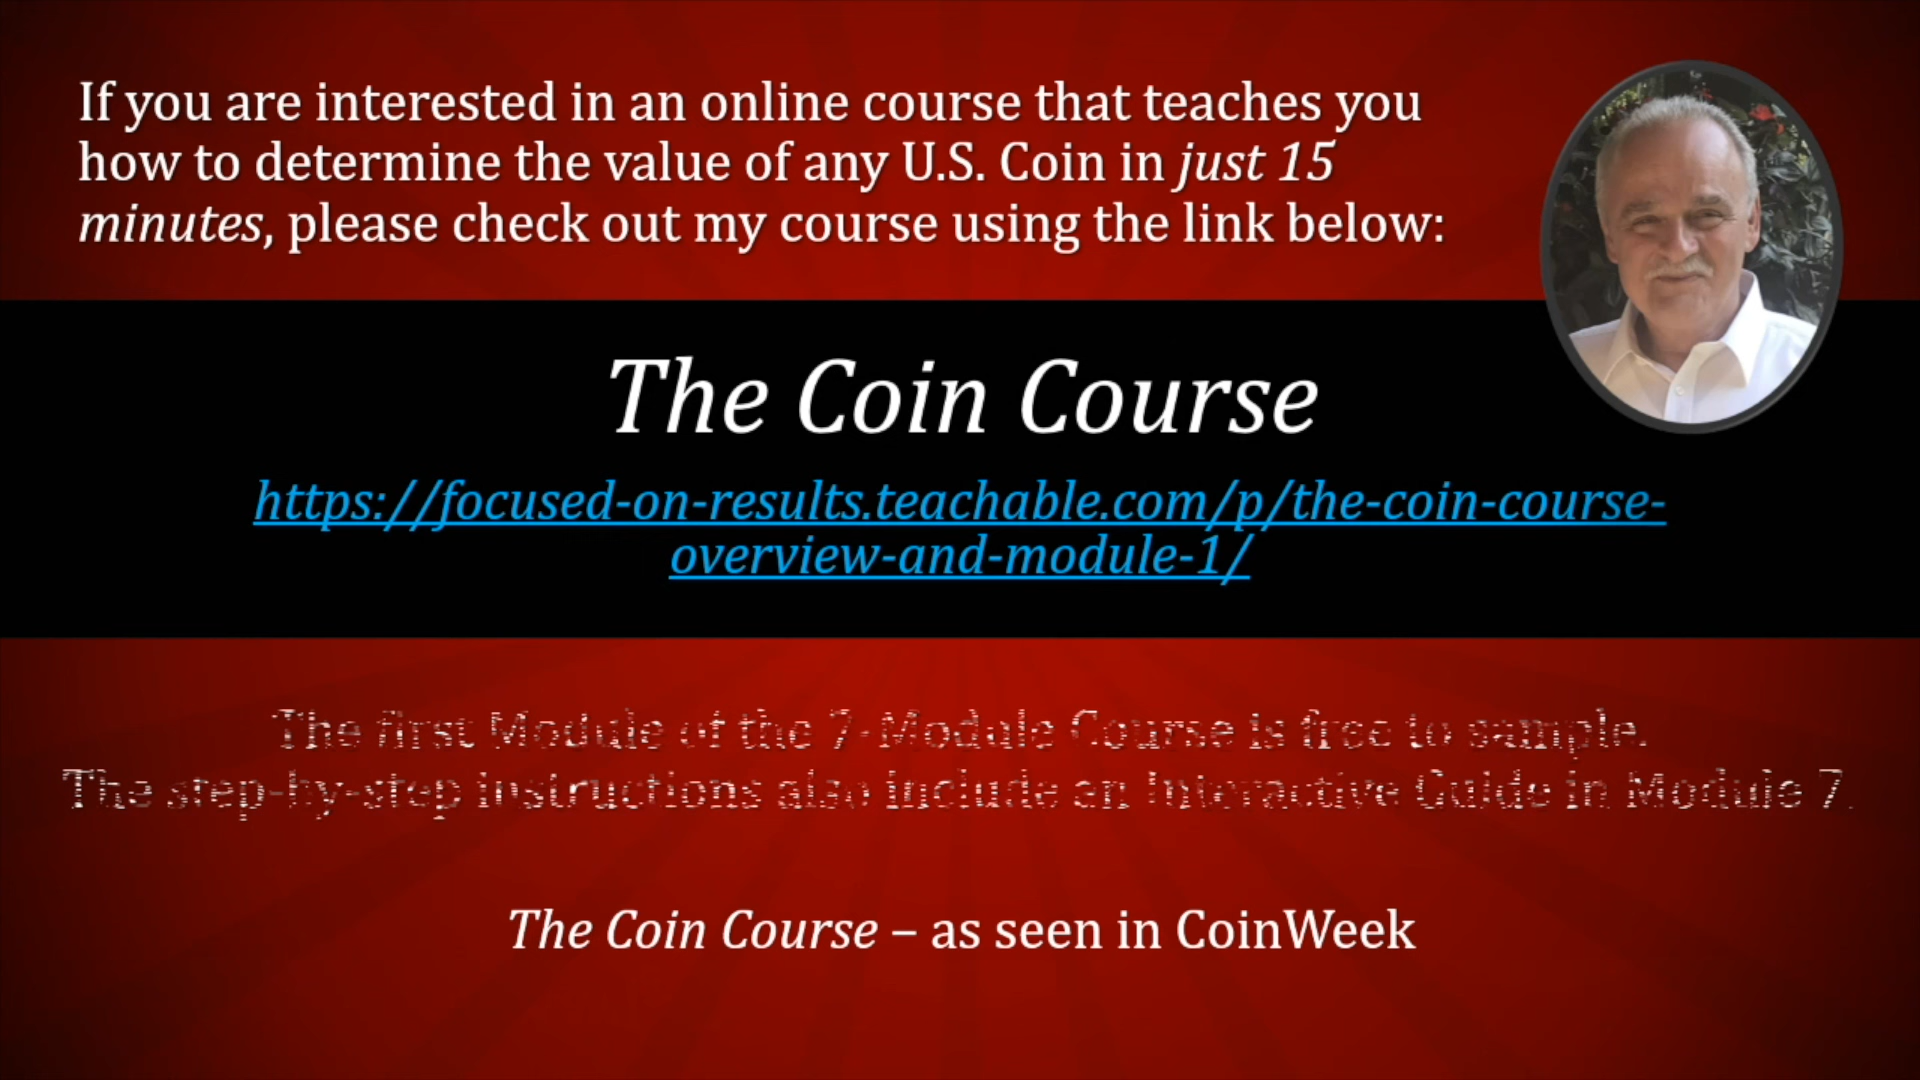 If you are interested in an online course that teaches you
how to determine the value of any U.S. Coin in just 15
minutes, please check out my course using the link below:
The Coin Course
https://focused-on-results.teachable.com/p/the-coin-course-
overview-and-module-1/
The first Module of the 7-Module Course is free to sample.
The step-by-step instructions also include an Interactive Guide in Module 7.
The Coin Course – as seen in CoinWeek